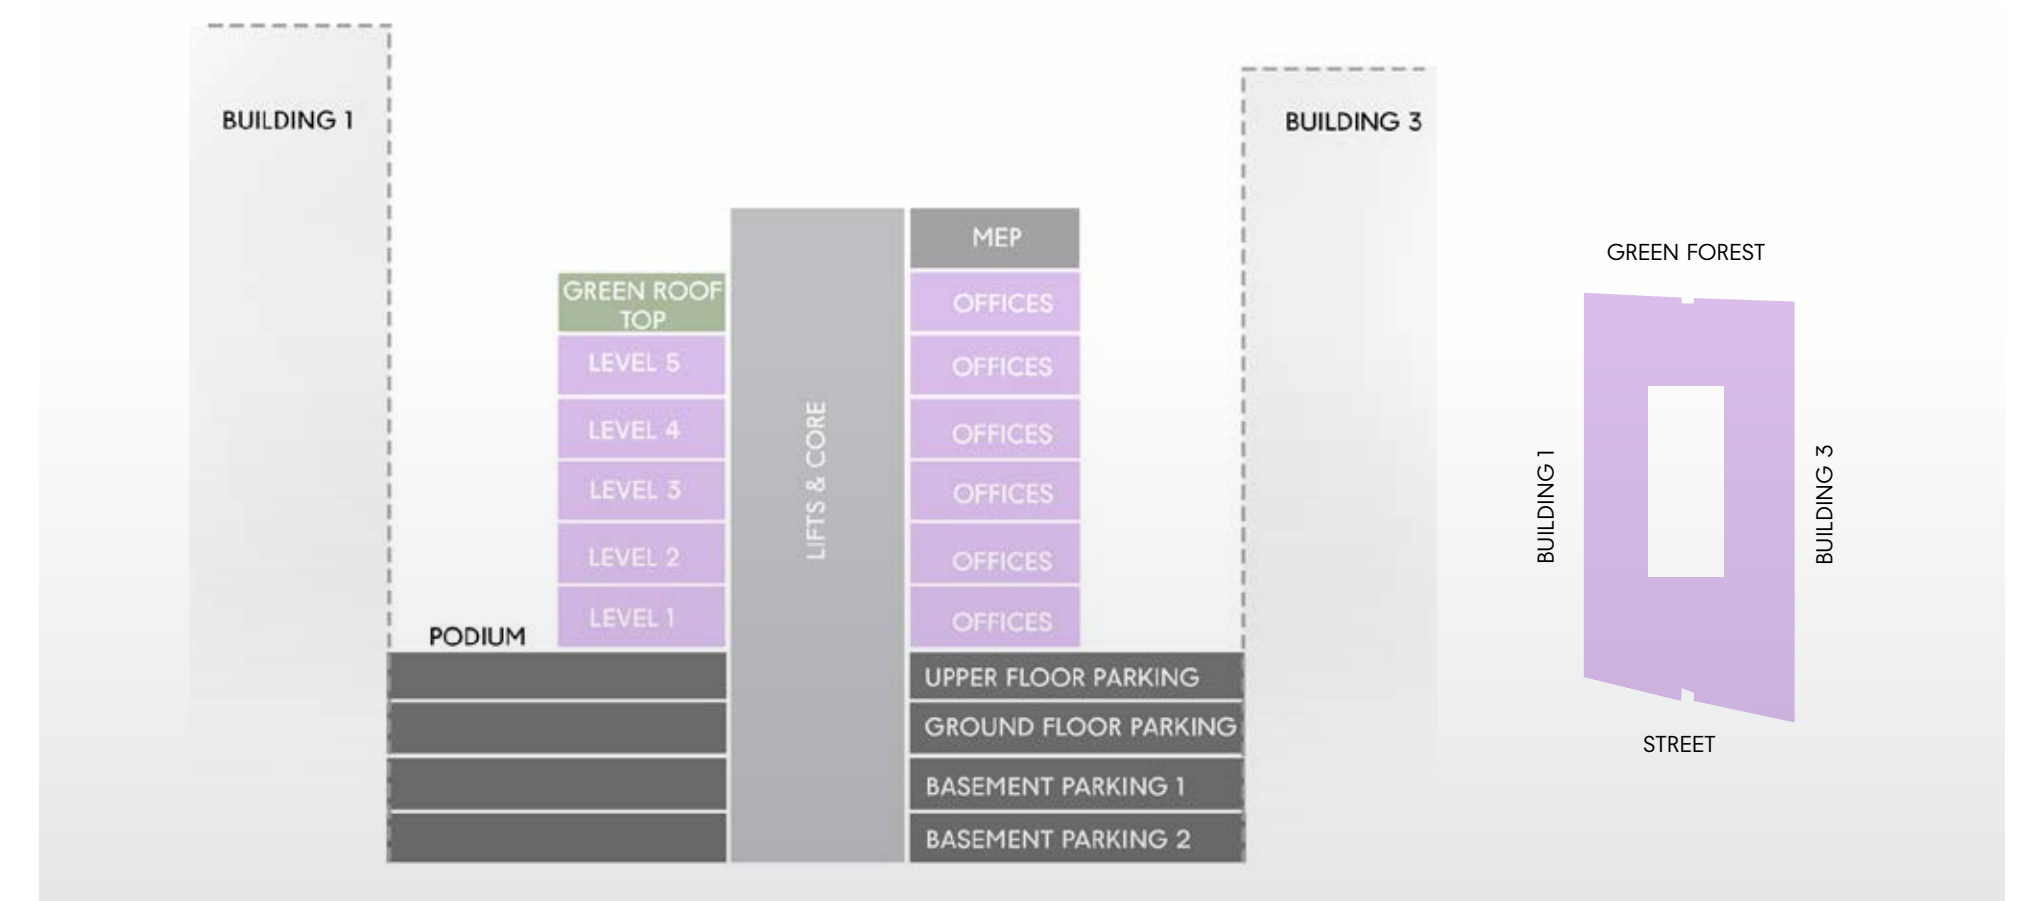 BUILDING 1
BUILDING 3
MEP
GREEN ROOF
TOP
OFFICES
LEVEL 5
OFFICES
LEVEL 4
OFFICES
LEVEL 3
OFFICES
LEVEL 2
OFFICES
LEVEL 1
OFFICES
LIFTS & CORE
PODIUM
UPPER FLOOR PARKING
GROUND FLOOR PARKING
BASEMENT PARKING 1
BASEMENT PARKING 2
GREEN FOREST
BUILDING 1
BUILDING 3
STREET